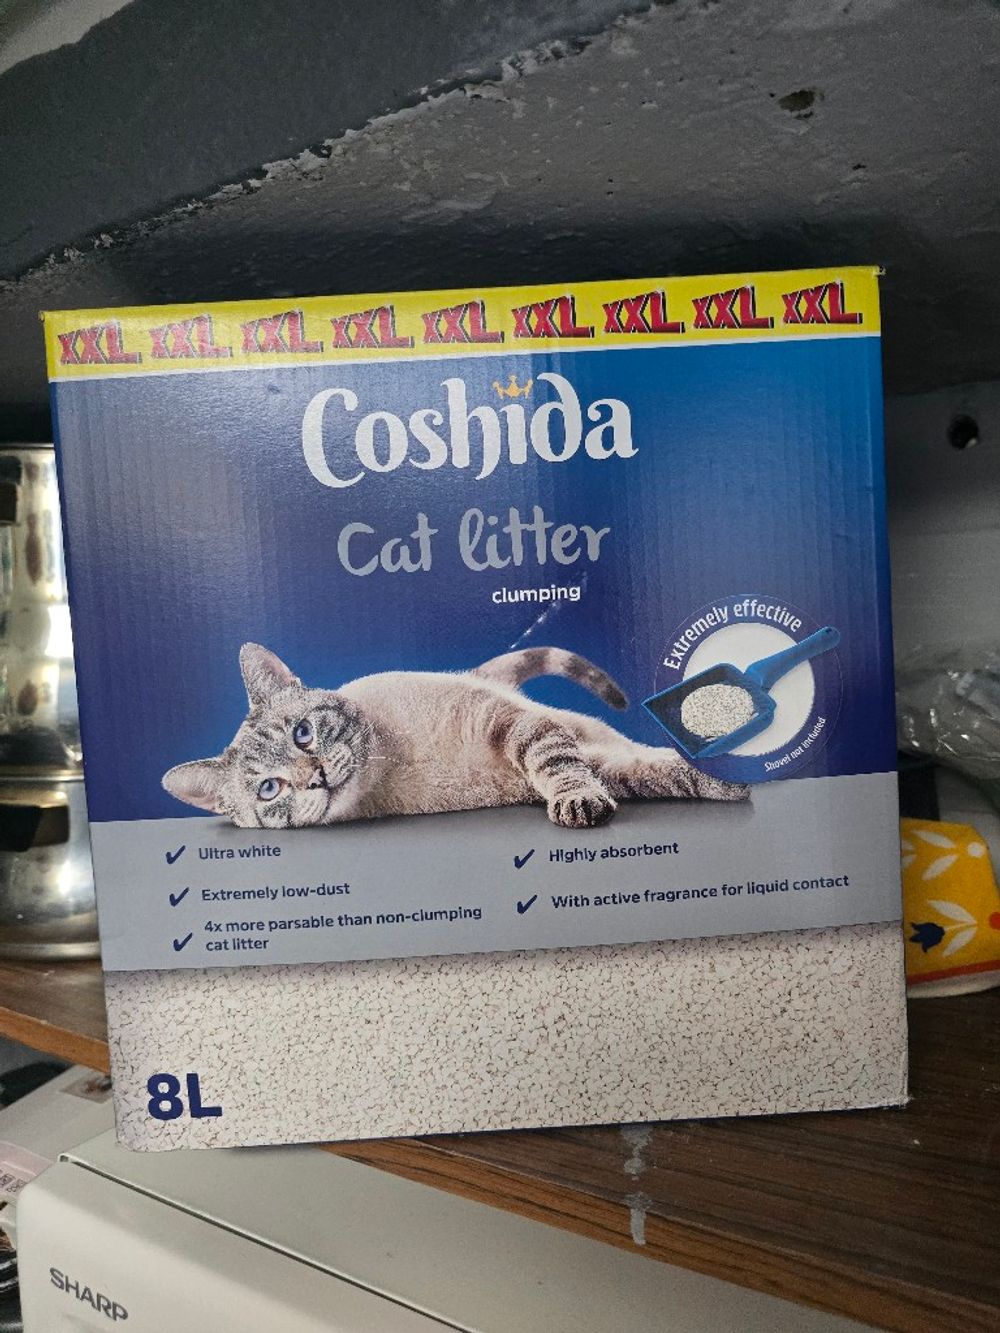 XXL XXL XXL XXL XXL XXL XXL XXL XXL
Coshida
Cat litter
clumping
Extremely effective
Shovel not included
Ultra white
Extremely low-dust
4x more parsable than non-clumping
cat litter
Highly absorbent
With active fragrance for liquid contact
8L
SHARP